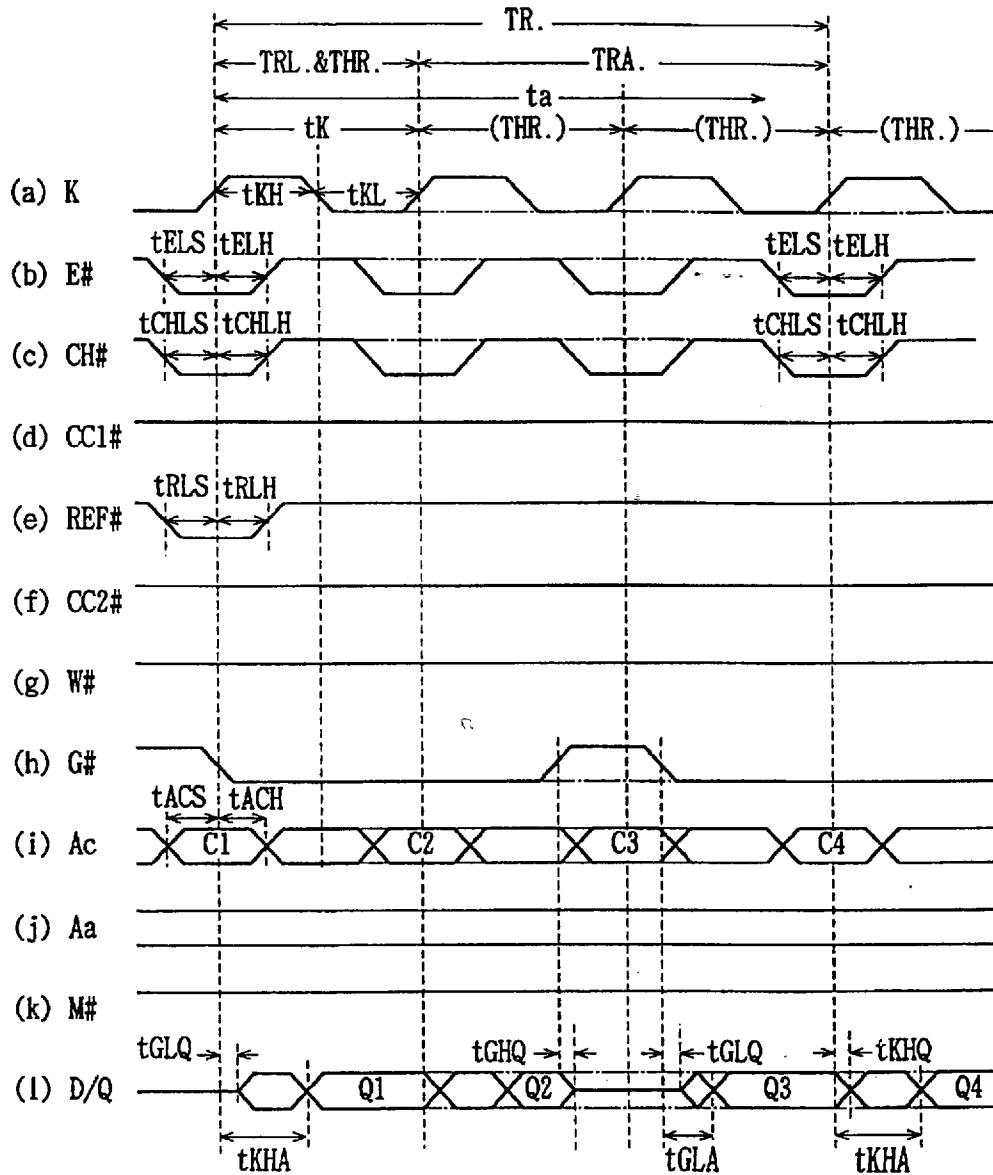 TR.
TRL.&THR. TRA.
ta
tK (THR.) (THR.) (THR.)
(a) K tKH tKL
tELS tELH tELS tELH
(b) E#
tCHLS tCHLH tCHLS tCHLH
(c) CH#
(d) CC1#
tRLS tRLH
(e) REF#
(f) CC2#
(g) W#
(h) G#
tACS tACH
(i) Ac C1 C2 C3 C4
(j) Aa
(k) M#
tGLQ tGHQ tGLQ tKHQ
(l) D/Q Q1 Q2 Q3 Q4
tKHA tGLA tKHA